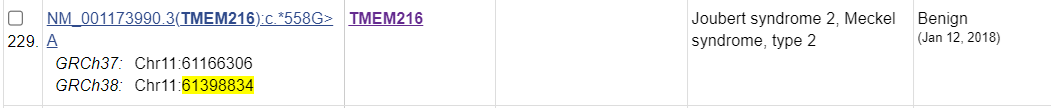 NM_001173990.3(TMEM216):c.*558G>
A
229.
GRCh37: Chr11:61166306
GRCh38: Chr11:61398834
TMEM216
Joubert syndrome 2, Meckel
syndrome, type 2
Benign
(Jan 12, 2018)